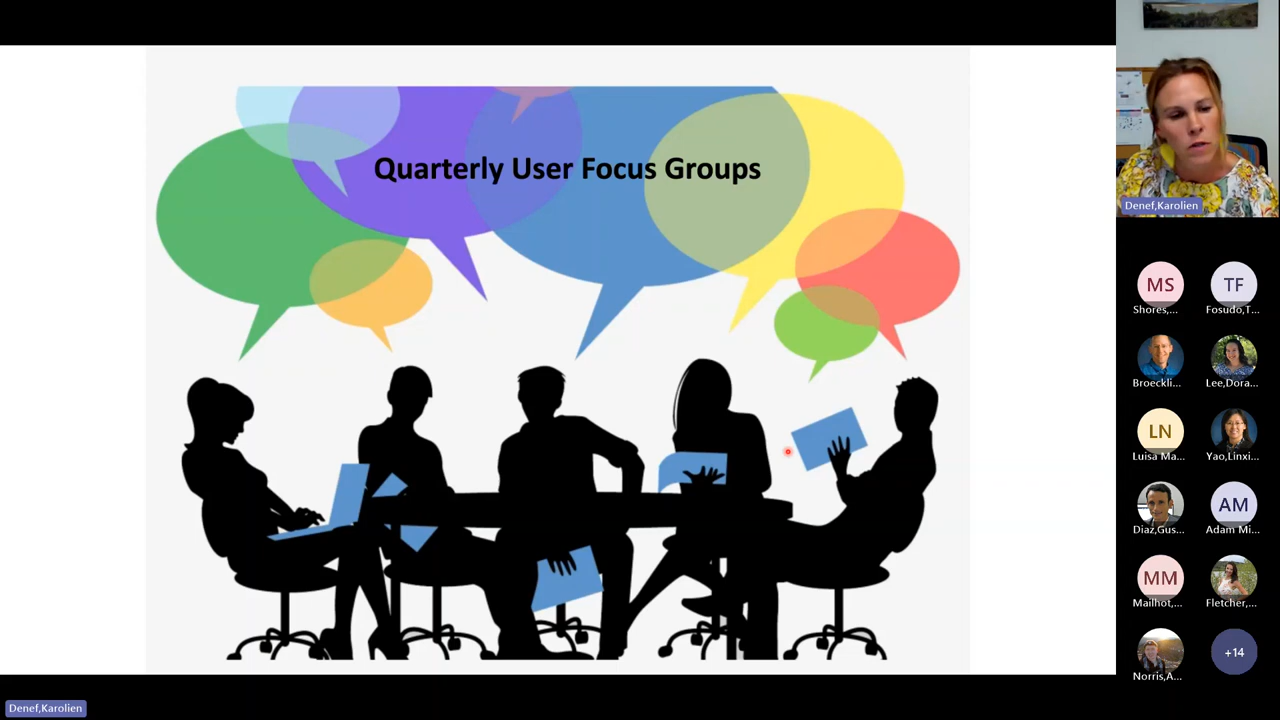 Quarterly User Focus Groups
Denef,Karolien
MS
TF
Shores,...
Fosudo,T...
Broeckli...
Lee,Dora...
LN
Luisa Ma...
Yao,Linxi...
Diaz,Gus...
AM
Adam Mi...
MM
Mailhot,...
Fletcher,...
Norris,A...
+14
Denef,Karolien